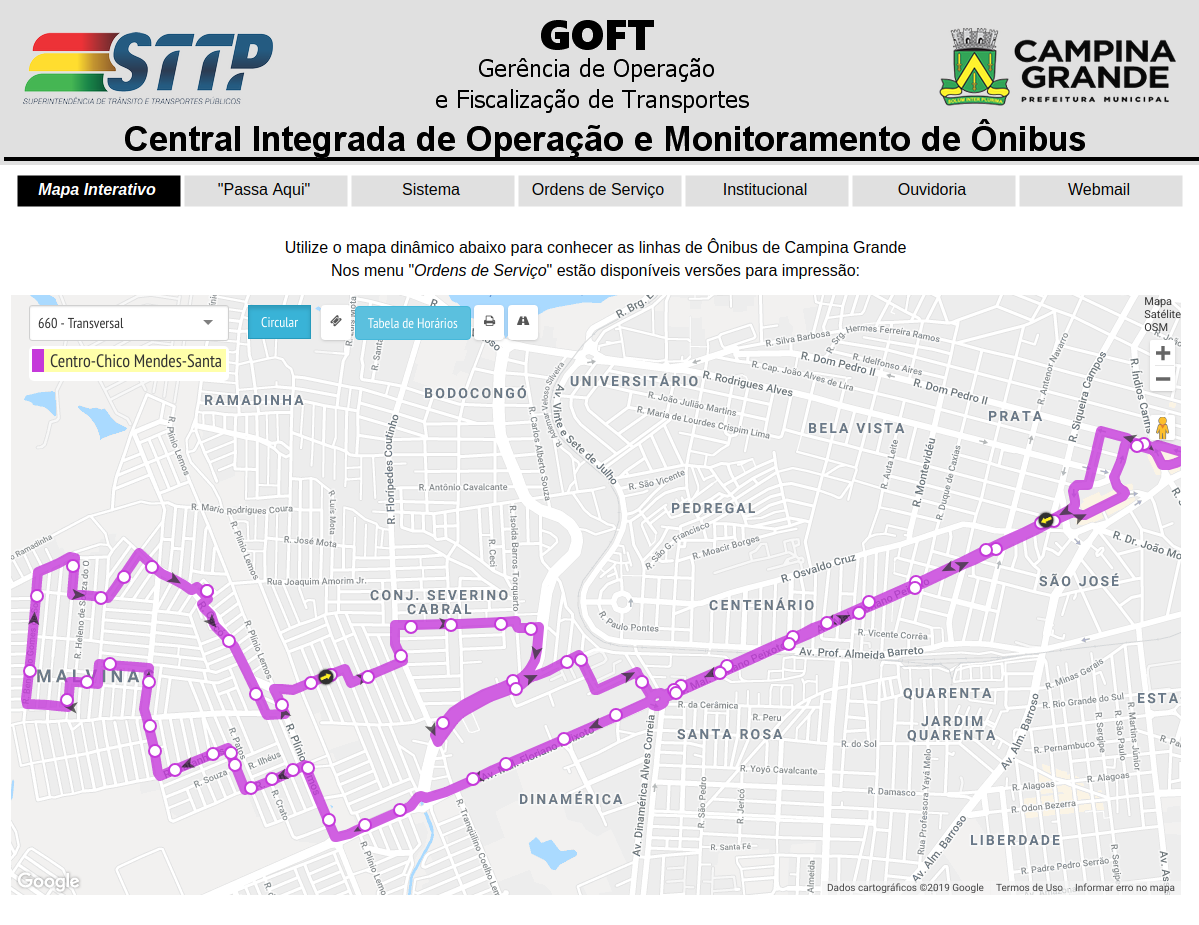 STTP
SUPERINTENDÊNCIA DE TRÂNSITO E TRANSPORTES PÚBLICOS
GOFT
Gerência de Operação
e Fiscalização de Transportes
SOLUM INTER PLURIMA
CAMPINA
GRANDE
PREFEITURA MUNICIPAL
Central Integrada de Operação e Monitoramento de Ônibus
Mapa Interativo
"Passa Aqui"
Sistema
Ordens de Serviço
Institucional
Ouvidoria
Webmail
Utilize o mapa dinâmico abaixo para conhecer as linhas de Ônibus de Campina Grande
Nos menu "Ordens de Serviço" estão disponíveis versões para impressão:
660 - Transversal
Circular
Tabela de Horários
Mapa
Satélite
OSM
Centro-Chico Mendes-Santa
R. Brg. E
R. Silva Barbosa
R. Hermes Ferreira Ramos
R. Dom Pedro II
R. Idelfonso Aires
R. Cap. João Alves de Lira
R. Dom Pedro II
R. Antenor Navarro
R. Siqueira Campos
R. Índios Cariris
RAMADINHA
BODOCONGÓ
UNIVERSITÁRIO
R. Rodrigues Alves
R. João Julião Martins
R. Maria de Lourdes Crispim Lima
BELA VISTA
PRATA
R. Plínio Lemos
R. Floripedes Coutinho
R. Carlos Alberto Souza
Av. Vinte e Sete de Julho
R. Auta Leite
R. Montevidéu
R. Duque de Caxias
R. Antônio Cavalcante
R. São Vicente
PEDREGAL
R. Mario Rodrigues Coura
R. Luis Mota
R. José Mota
R. Ceci
R. Isolda Barros Torquarto
R. São G. Francisco
R. Moacir Borges
R. Dr. João Mo
R. Ramadinha
R. Plínio Lemos
Rua Joaquim Amorim Jr.
R. Osvaldo Cruz
SÃO JOSÉ
R. Heleno de Souza do O
CONJ. SEVERINO
CABRAL
CENTENÁRIO
R. Paulo Pontes
R. Vicente Corrêa
Av. Prof. Almeida Barreto
R. Plínio Lemos
MALVINA
R. Minas Gerais
QUARENTA
R. Rio Grande do Sul
ESTA
R. da Cerâmica
R. Peru
JARDIM
QUARENTA
SANTA ROSA
R. do Sol
R. Pernambuco
R. Sergipe
R. São Paulo
R. Martins Júnior
R. Patos
R. Ilhéus
R. Souza
R. Crato
R. Yoyô Cavalcante
R. Damasco
R. Alagoas
R. Alagoas
R. Odon Bezerra
DINAMÉRICA
Av. Dinamérica Alves Correia
R. São Pedro
R. Jericó
Rua Professora Yayá Melo
Av. Alm. Barroso
Av. Alm. Barroso
LIBERDADE
R. Santa Fé
R. Sergipe
R. Tranquilino Coelho Lemos
R. Plínio Lemos
R. Padre Pedro Serrão
Google
Dados cartográficos ©2019 Google
Termos de Uso
Informar erro no mapa